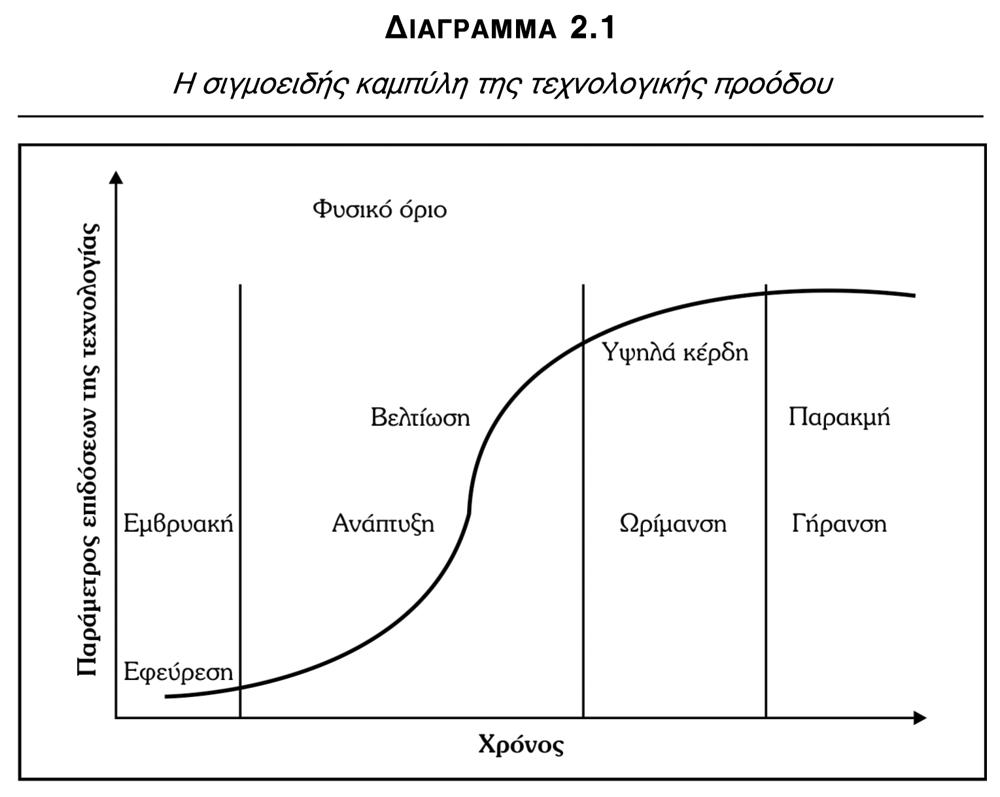 ΔΙΑΓΡΑΜΜΑ 2.1
Η σιγμοειδής καμπύλη της τεχνολογικής προόδου
Παράμετρος επιδόσεων της τεχνολογίας
Φυσικό όριο
Υψηλά κέρδη
Βελτίωση
Παρακμή
Εμβρυακή
Ανάπτυξη
Ωρίμανση
Γήρανση
Εφεύρεση
Χρόνος